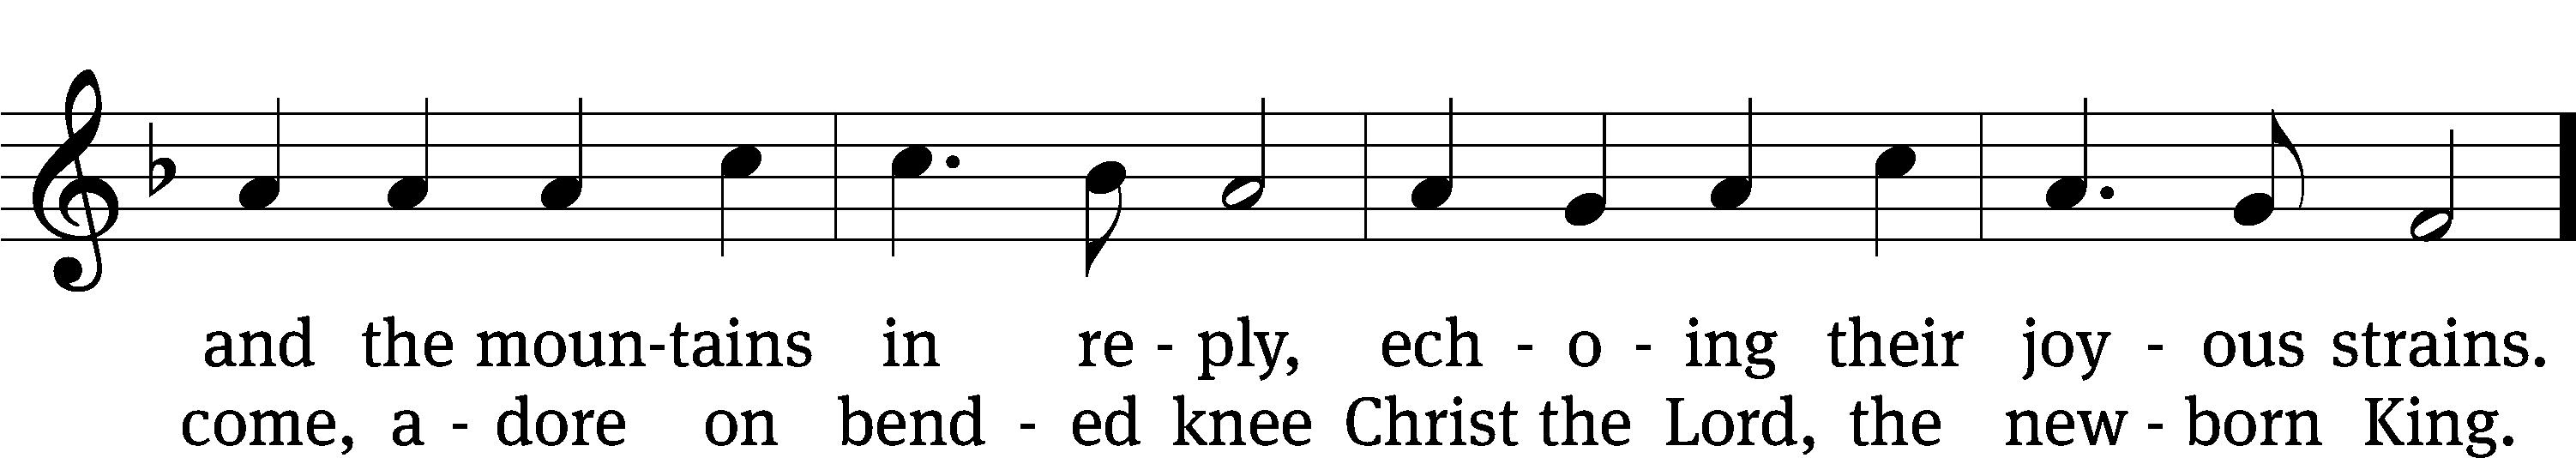 and the moun-tains in re - ply, ech - o - ing their joy - ous strains.
come, a - dore on bend - ed knee Christ the Lord, the new - born King.